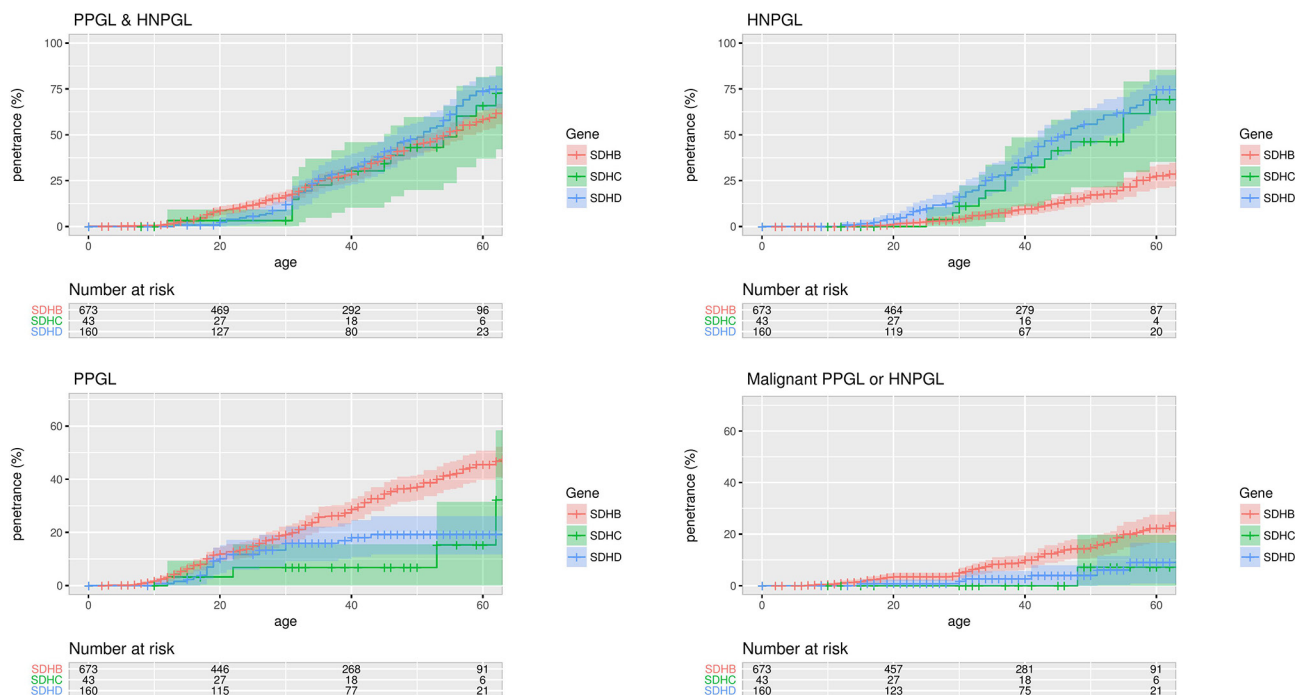 PPGL & HNPGL
penetrance (%)
100
75
50
25
0
0 20 40 60
age
Gene
SDHB
SDHC
SDHD
Number at risk
SDHB 673 469 292 96
SDHC 43 27 18 6
SDHD 160 127 80 23
HNPGL
penetrance (%)
100
75
50
25
0
0 20 40 60
age
Gene
SDHB
SDHC
SDHD
Number at risk
SDHB 673 464 279 87
SDHC 43 27 16 4
SDHD 160 119 67 20
PPGL
penetrance (%)
60
40
20
0
0 20 40 60
age
Gene
SDHB
SDHC
SDHD
Number at risk
SDHB 673 446 268 91
SDHC 43 27 18 6
SDHD 160 115 77 21
Malignant PPGL or HNPGL
penetrance (%)
60
40
20
0
0 20 40 60
age
Gene
SDHB
SDHC
SDHD
Number at risk
SDHB 673 457 281 91
SDHC 43 27 18 6
SDHD 160 123 75 21